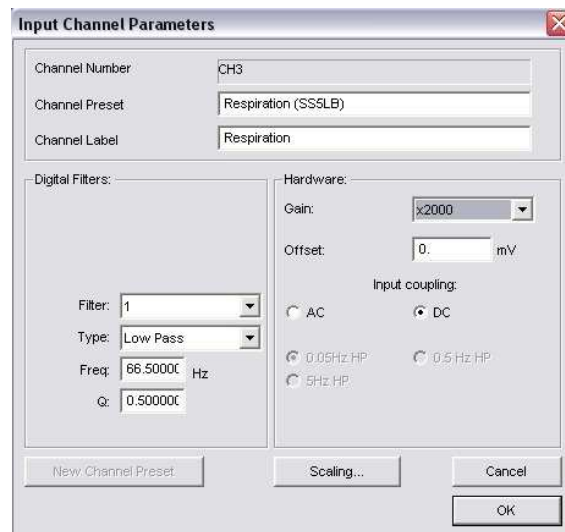 Input Channel Parameters
Channel Number CH3
Channel Preset Respiration (SS5LB)
Channel Label Respiration
Digital Filters:
Filter: 1
Type: Low Pass
Freq: 66.5000( Hz
Q: 0.50000(
Hardware:
Gain: x2000
Offset: 0. mV
Input coupling:
AC DC
0.05Hz HP 0.5 Hz HP
5Hz HP
New Channel Preset Scaling... Cancel
OK